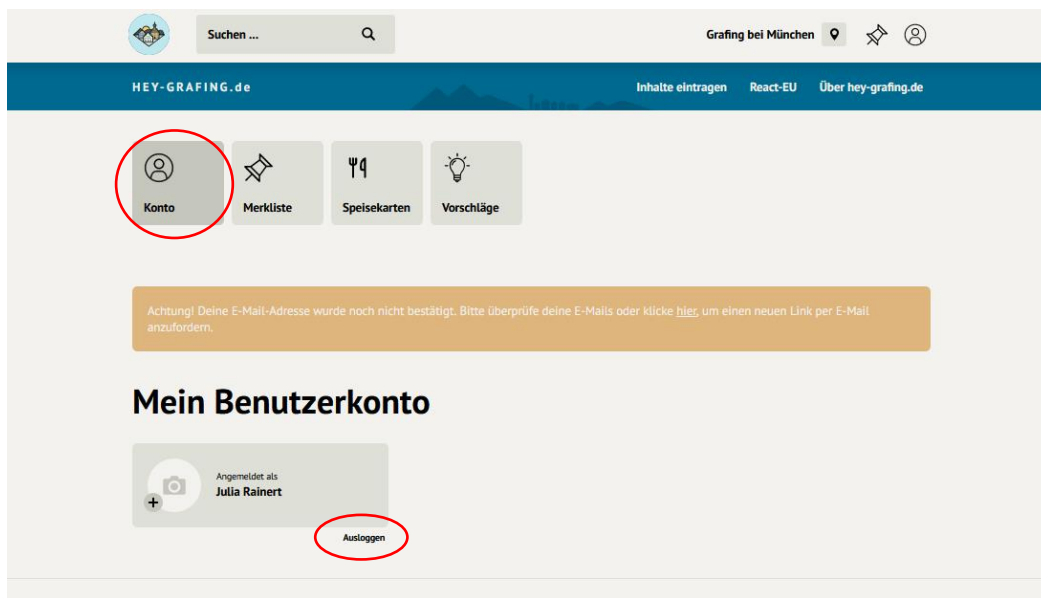 Suchen ...
Grafing bei München
HEY-GRAFING.de
Inhalte eintragen
React-EU
Über hey-grafing.de
Konto
Merkliste
Speisekarten
Vorschläge
Achtung! Deine E-Mail-Adresse wurde noch nicht bestätigt. Bitte überprüfe deine E-Mails oder klicke hier, um einen neuen Link per E-Mail
anzufordern.
Mein Benutzerkonto
Angemeldet als
Julia Rainert
Ausloggen